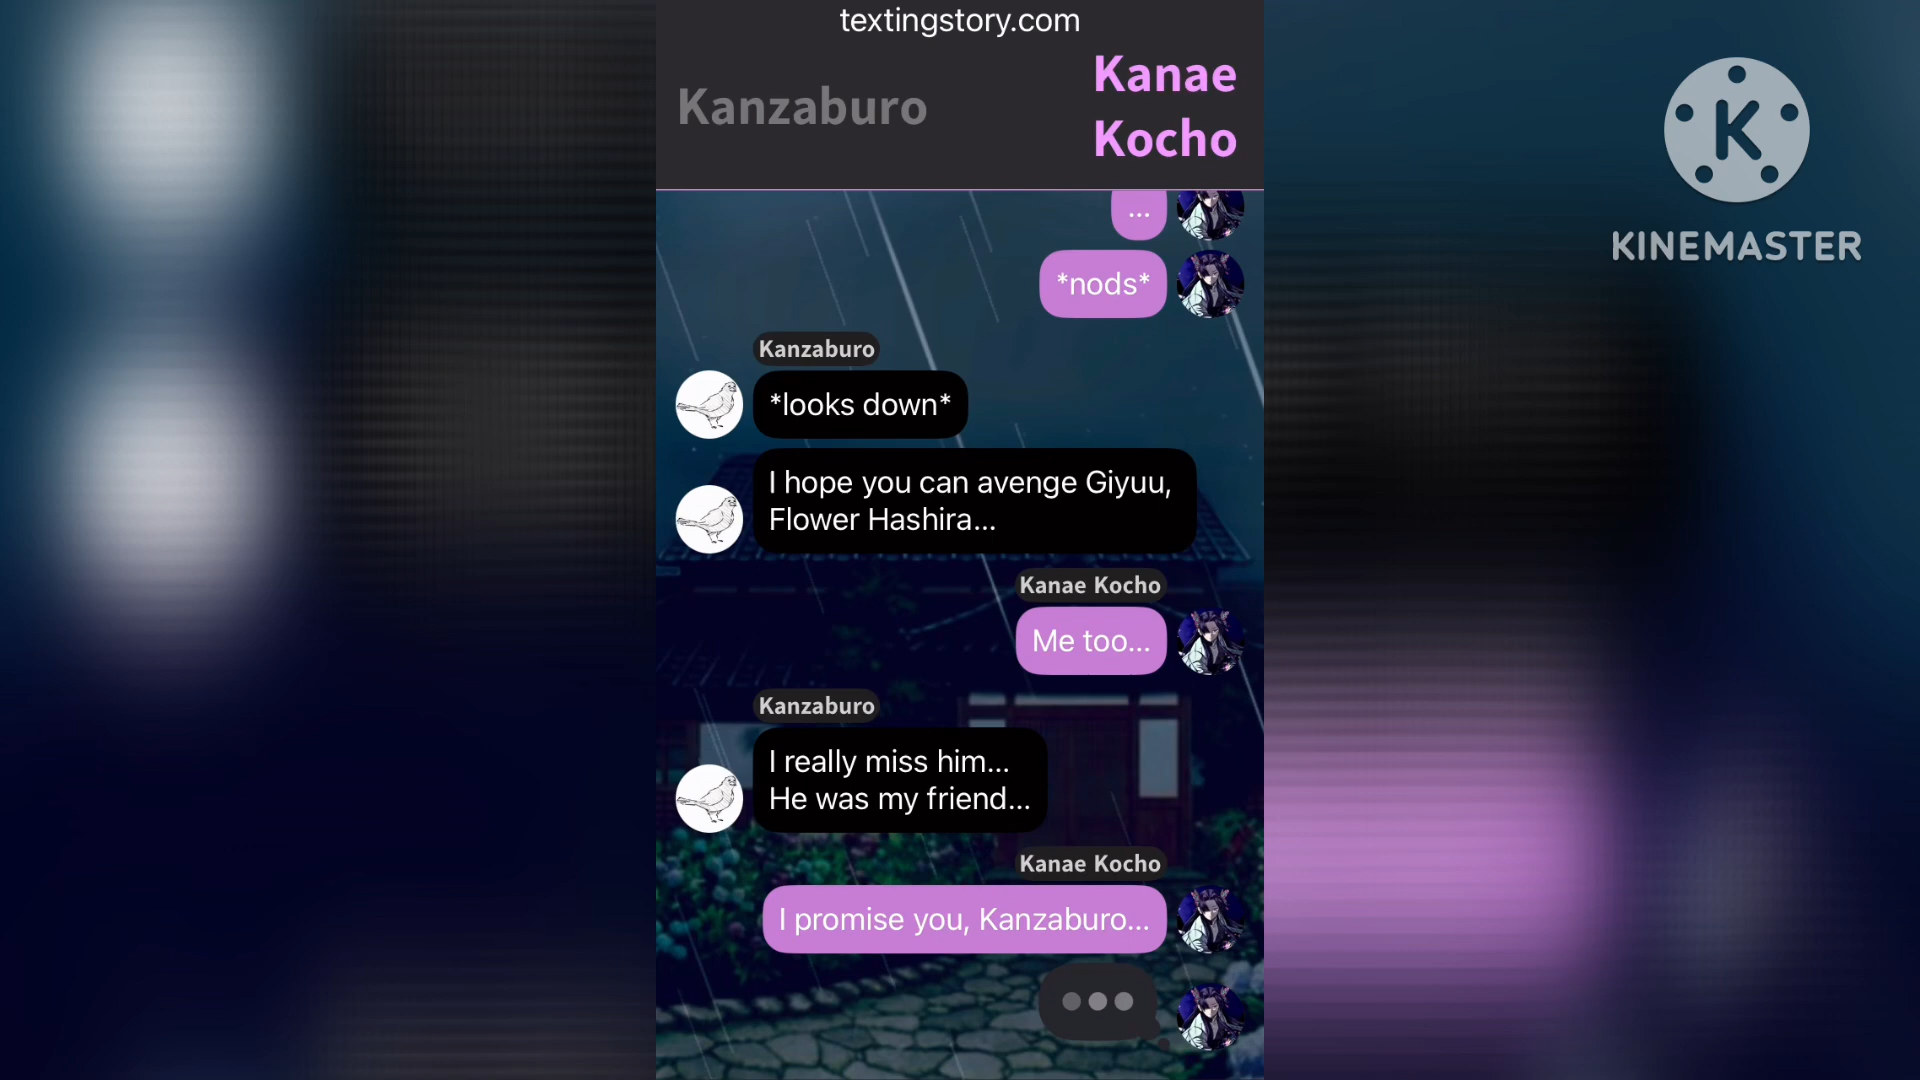 textingstory.com
Kanzaburo
Kanae
Kocho
K
KINEMASTER
...
*nods*
Kanzaburo
*looks down*
I hope you can avenge Giyuu,
Flower Hashira...
Kanae Kocho
Me too...
Kanzaburo
I really miss him...
He was my friend...
Kanae Kocho
I promise you, Kanzaburo...